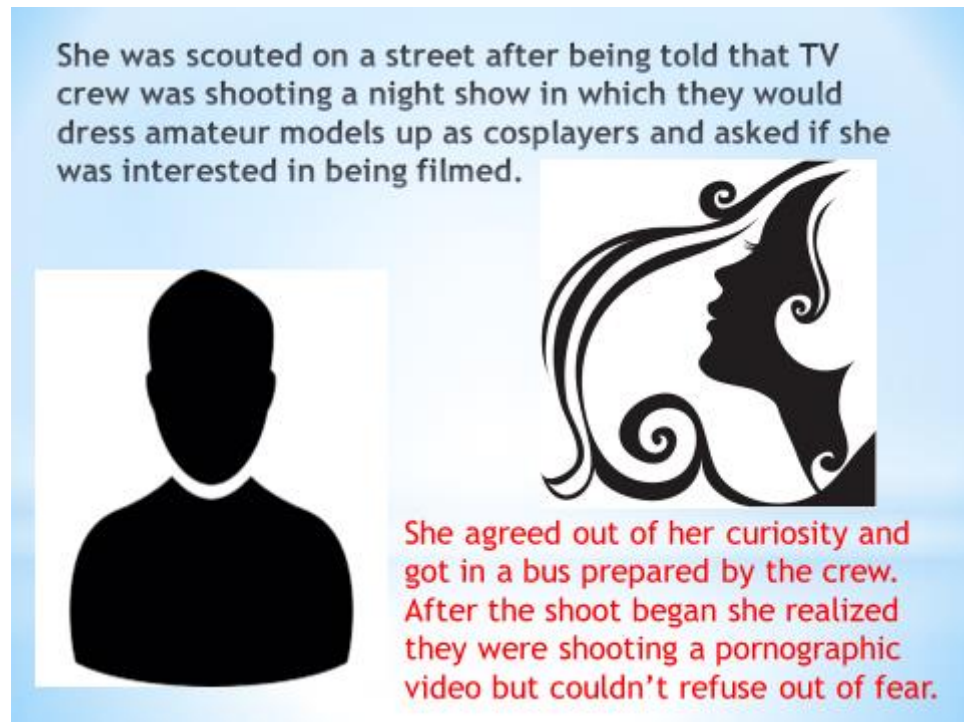 She was scouted on a street after being told that TV
crew was shooting a night show in which they would
dress amateur models up as cosplayers and asked if she
was interested in being filmed.
She agreed out of her curiosity and
got in a bus prepared by the crew.
After the shoot began she realized
they were shooting a pornographic
video but couldn’t refuse out of fear.